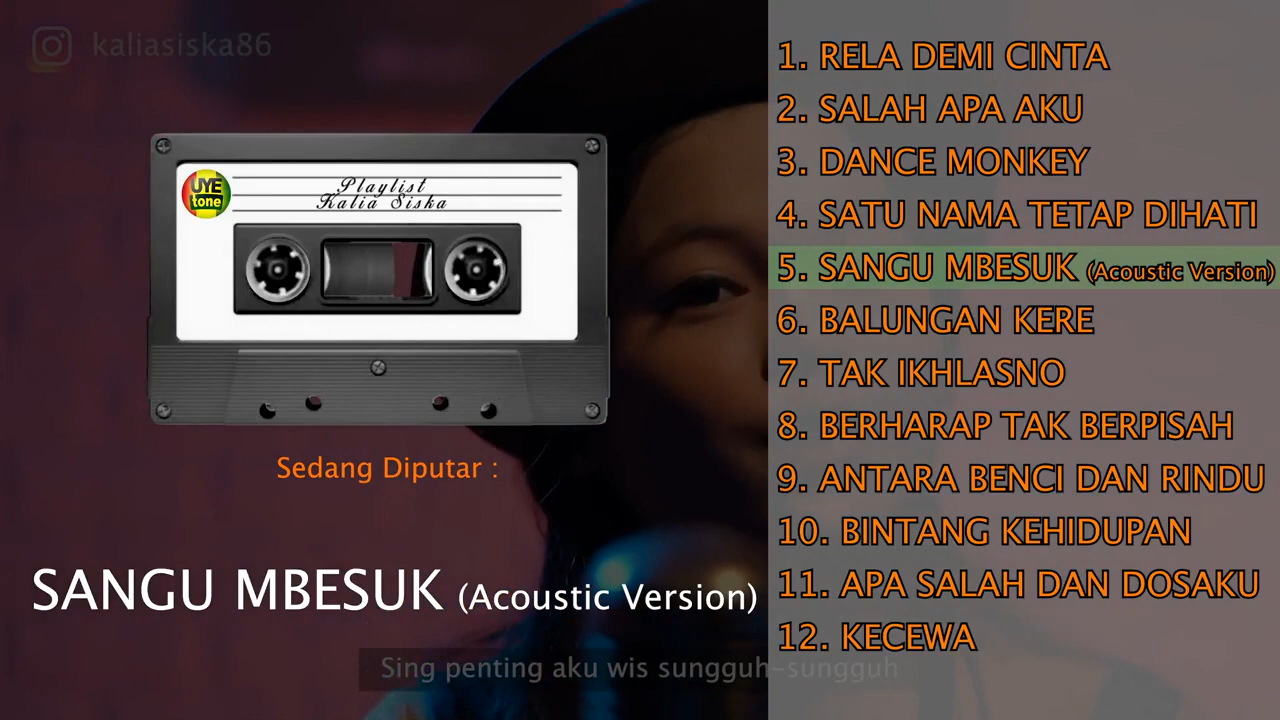 kaliasiska86
UYE
tone
Playlist
Kalia Siska
Sedang Diputar :
SANGU MBESUK (Acoustic Version)
Sing penting aku wis sungguh-sungguh
1. RELA DEMI CINTA
2. SALAH APA AKU
3. DANCE MONKEY
4. SATU NAMA TETAP DIHATI
5. SANGU MBESUK (Acoustic Version)
6. BALUNGAN KERE
7. TAK IKHLASNO
8. BERHARAP TAK BERPISAH
9. ANTARA BENCI DAN RINDU
10. BINTANG KEHIDUPAN
11. APA SALAH DAN DOSAKU
12. KECEWA